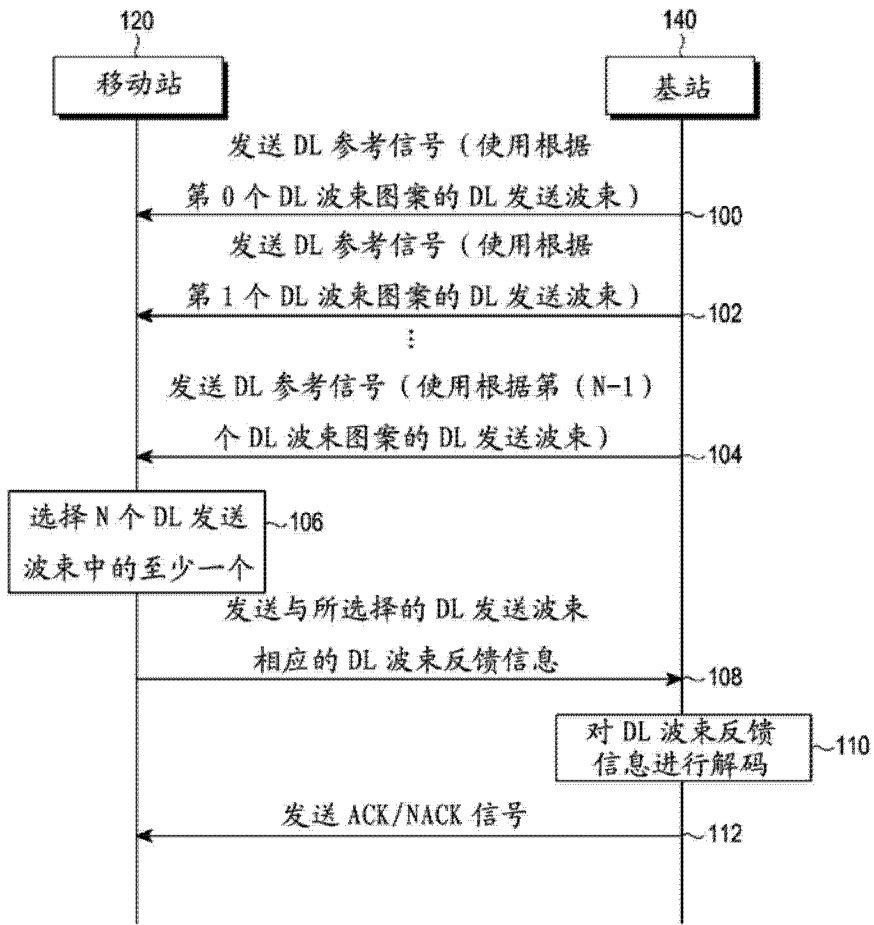 120
140
移动站
基站
发送 DL 参考信号（使用根据
第 0 个 DL 波束图案的 DL 发送波束）
100
发送 DL 参考信号（使用根据
第 1 个 DL 波束图案的 DL 发送波束）
102
⋮
发送 DL 参考信号（使用根据第（N-1）
个 DL 波束图案的 DL 发送波束）
104
选择 N 个 DL 发送
波束中的至少一个
106
发送与所选择的 DL 发送波束
相应的 DL 波束反馈信息
108
对 DL 波束反馈
信息进行解码
110
发送 ACK/NACK 信号
112